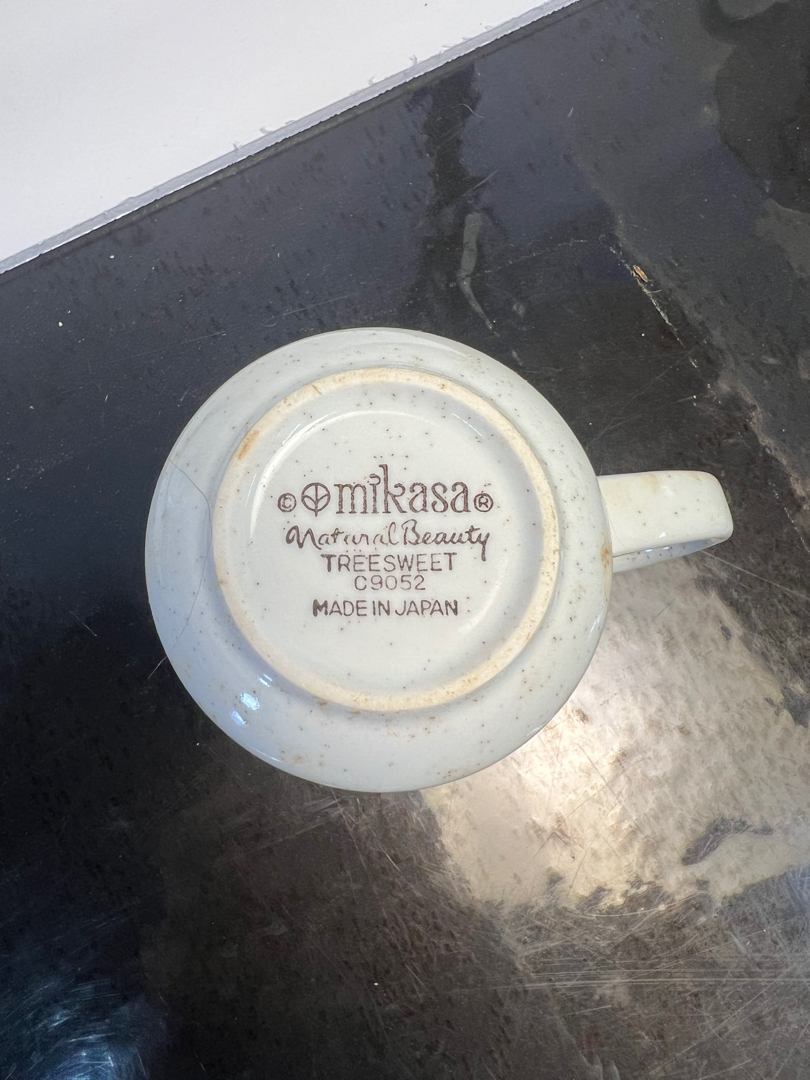 © mikasa®
Natural Beauty
TREESWEET
C9052
MADE IN JAPAN